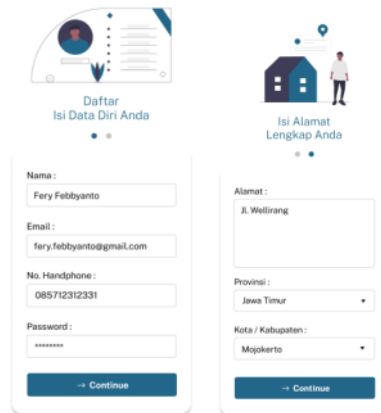 Daftar
Isi Data Diri Anda
Nama :
Fery Febbyanto
Email :
fery.febbyanto@gmail.com
No. Handphone :
085712312331
Password :
********
→ Continue
Isi Alamat
Lengkap Anda
Alamat :
Jl. Wellirang
Provinsi :
Jawa Timur
Kota / Kabupaten :
Mojokerto
→ Continue